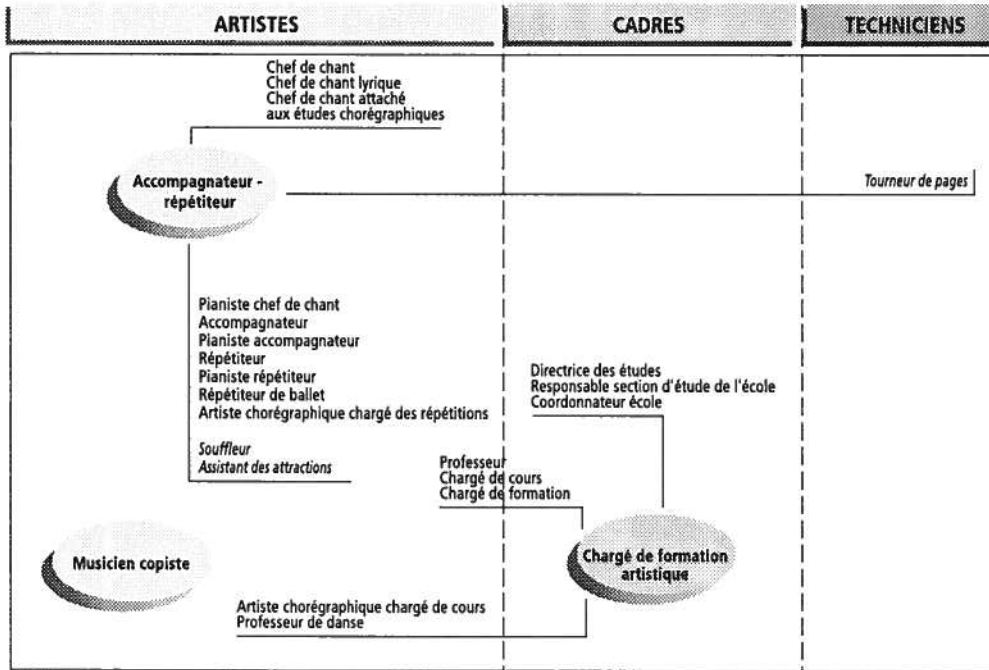 ARTISTES
CADRES
TECHNICIENS
Chef de chant
Chef de chant lyrique
Chef de chant attaché
aux études chorégraphiques
Accompagnateur -
répétiteur
Tourneur de pages
Pianiste chef de chant
Accompagnateur
Pianiste accompagnateur
Répétiteur
Pianiste répétiteur
Répétiteur de ballet
Artiste chorégraphique chargé des répétitions
Souffleur
Assistant des attractions
Directrice des études
Responsable section d'étude de l'école
Coordonnateur école
Professeur
Chargé de cours
Chargé de formation
Musicien copiste
Chargé de formation
artistique
Artiste chorégraphique chargé de cours
Professeur de danse